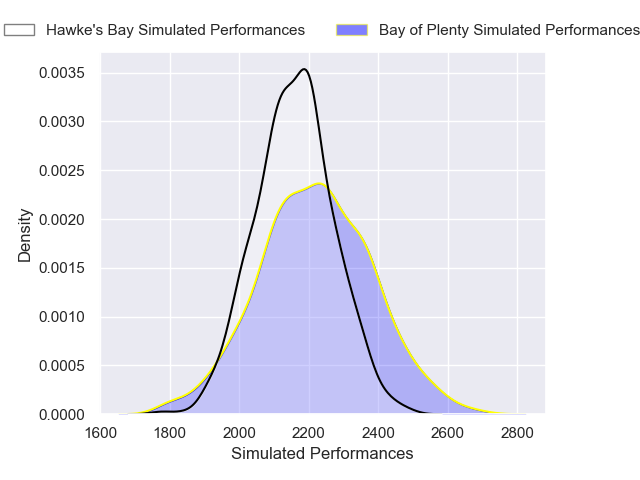 Hawke's Bay Simulated Performances
Bay of Plenty Simulated Performances
0.0035
0.0030
0.0025
0.0020
0.0015
0.0010
0.0005
0.0000
Density
1600 1800 2000 2200 2400 2600 2800
Simulated Performances